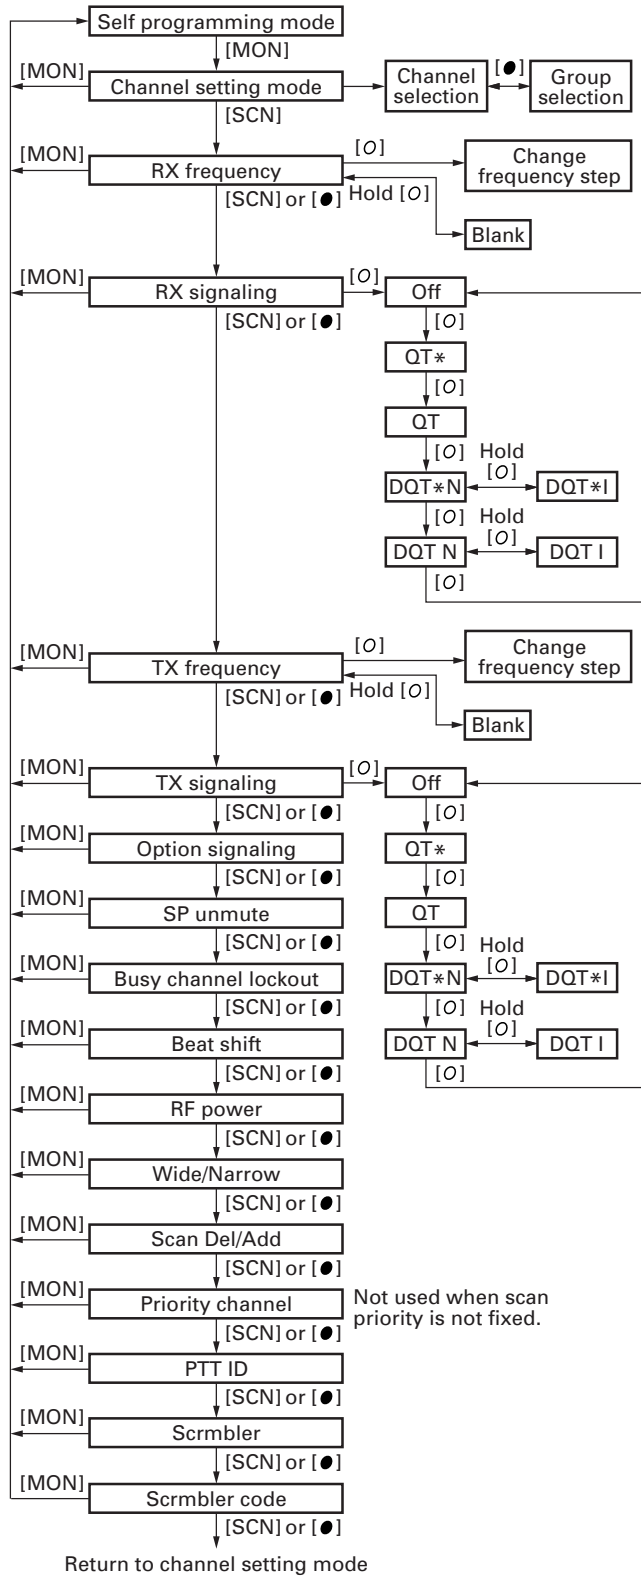 Self programming mode
[MON]
[MON]
Channel setting mode
Channel
selection
[●]
Group
selection
[SCN]
[MON]
RX frequency
[O]
Change
frequency step
[SCN] or [●]
Hold [O]
Blank
[MON]
RX signaling
[O]
Off
[SCN] or [●]
[O]
QT*
[O]
QT
[O]
Hold
[O]
DQT*N
DQT*I
[O]
Hold
[O]
DQT N
DQT I
[O]
[MON]
TX frequency
[O]
Change
frequency step
[SCN] or [●]
Hold [O]
Blank
[MON]
TX signaling
[O]
Off
[SCN] or [●]
[O]
[MON]
Option signaling
QT*
[SCN] or [●]
[O]
[MON]
SP unmute
QT
[SCN] or [●]
[O]
Hold
[O]
[MON]
Busy channel lockout
DQT*N
DQT*I
[SCN] or [●]
[O]
Hold
[O]
[MON]
Beat shift
DQT N
DQT I
[SCN] or [●]
[O]
[MON]
RF power
[SCN] or [●]
[MON]
Wide/Narrow
[SCN] or [●]
[MON]
Scan Del/Add
[SCN] or [●]
[MON]
Priority channel
Not used when scan
priority is not fixed.
[SCN] or [●]
[MON]
PTT ID
[SCN] or [●]
[MON]
Scrmbler
[SCN] or [●]
[MON]
Scrmbler code
[SCN] or [●]
Return to channel setting mode